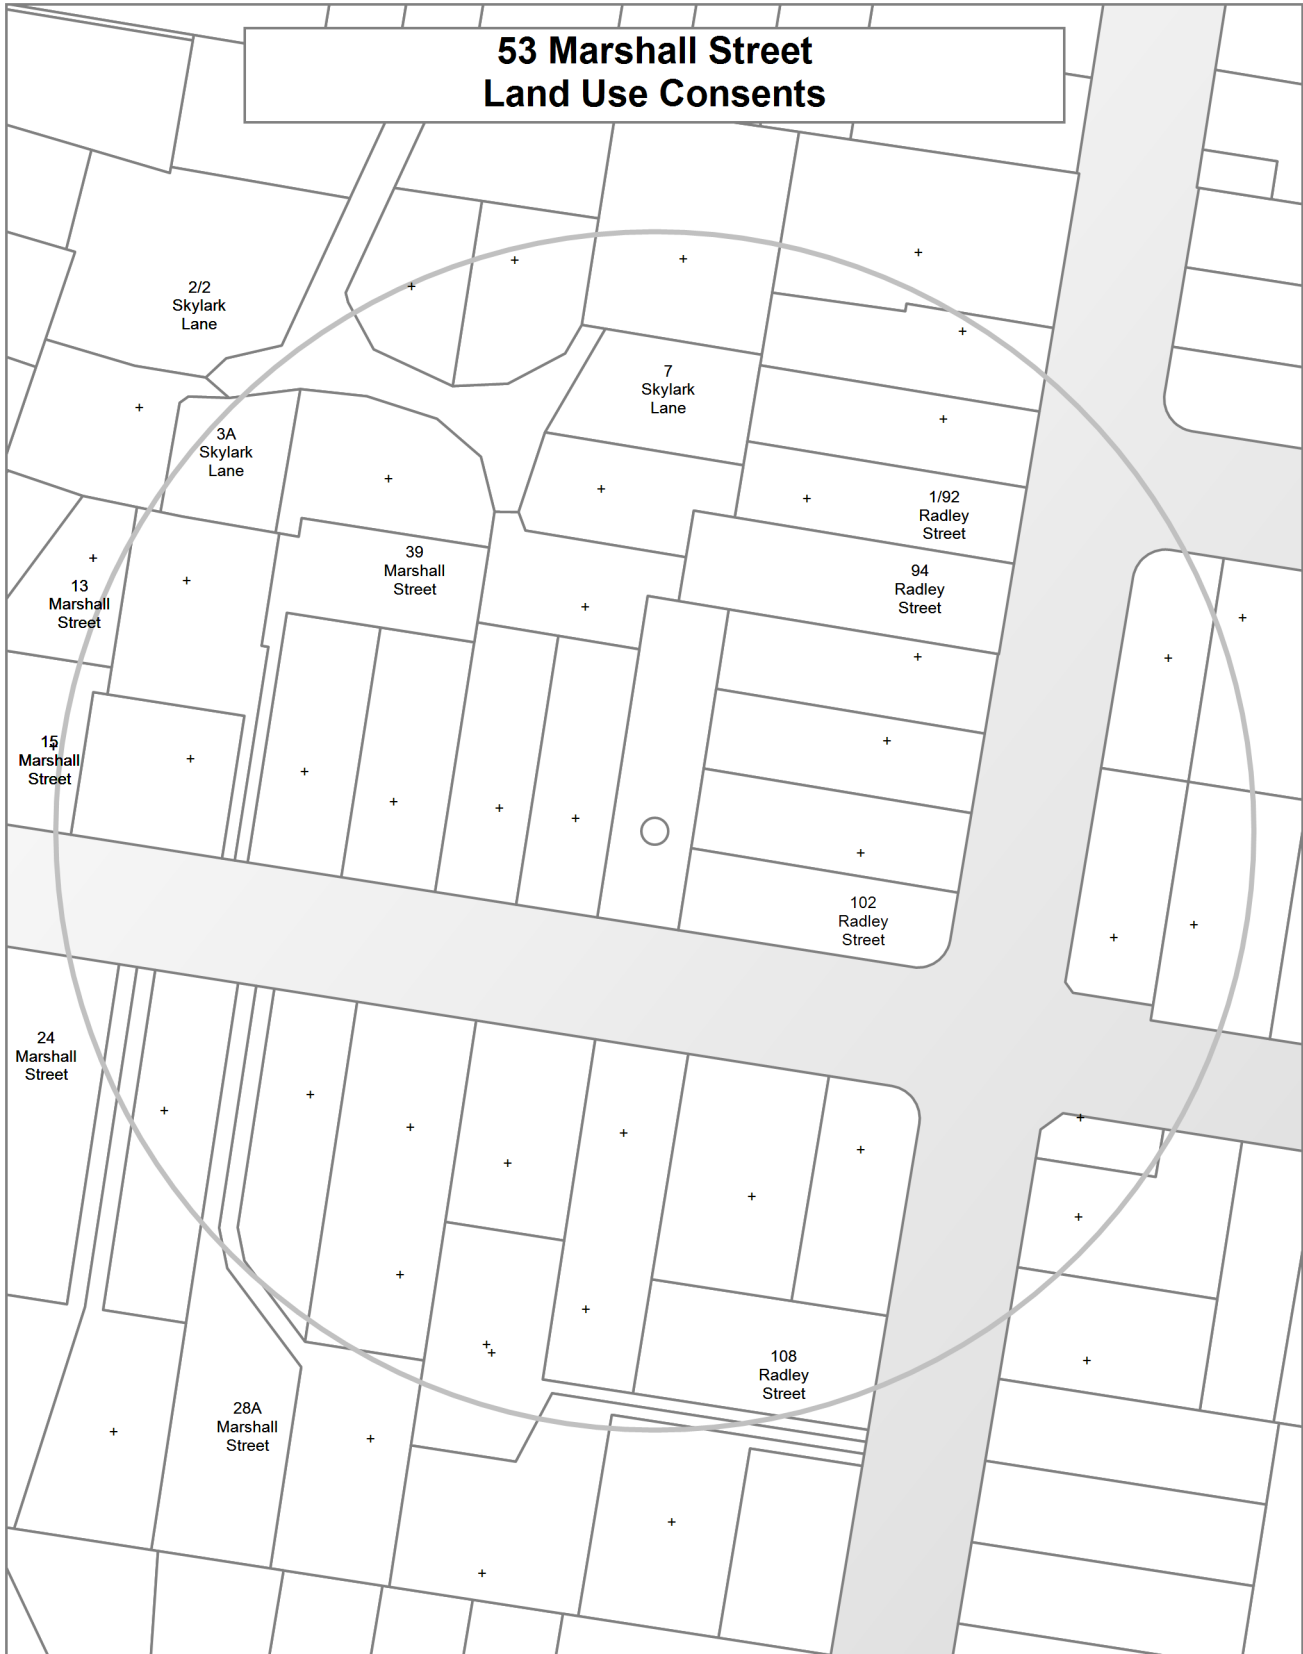 53 Marshall Street
Land Use Consents
2/2
Skylark
Lane
7
Skylark
Lane
3A
Skylark
Lane
1/92
Radley
Street
39
Marshall
Street
94
Radley
Street
13
Marshall
Street
15
Marshall
Street
102
Radley
Street
24
Marshall
Street
108
Radley
Street
28A
Marshall
Street